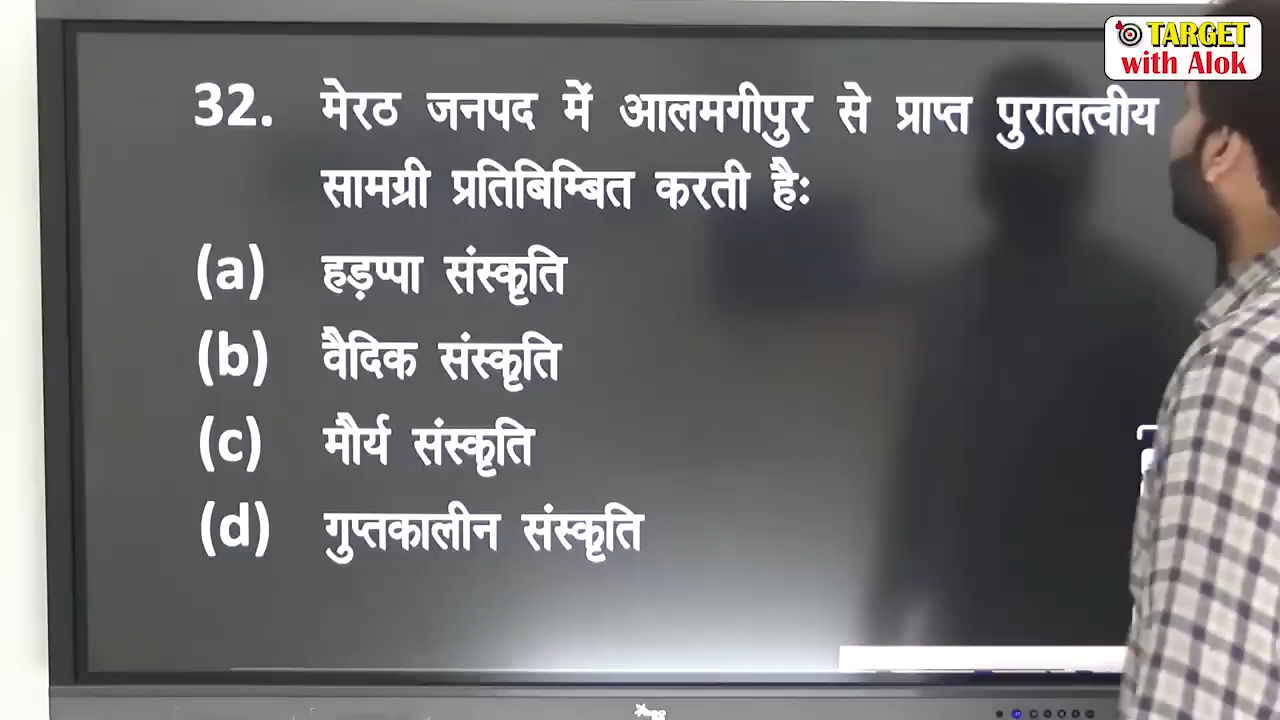 TARGET
with Alok
32. मेरठ जनपद में आलमगीपुर से प्राप्त पुरातत्वीय
सामग्री प्रतिबिम्बित करती हैः
(a) हड़प्पा संस्कृति
(b) वैदिक संस्कृति
(c) मौर्य संस्कृति
(d) गुप्तकालीन संस्कृति